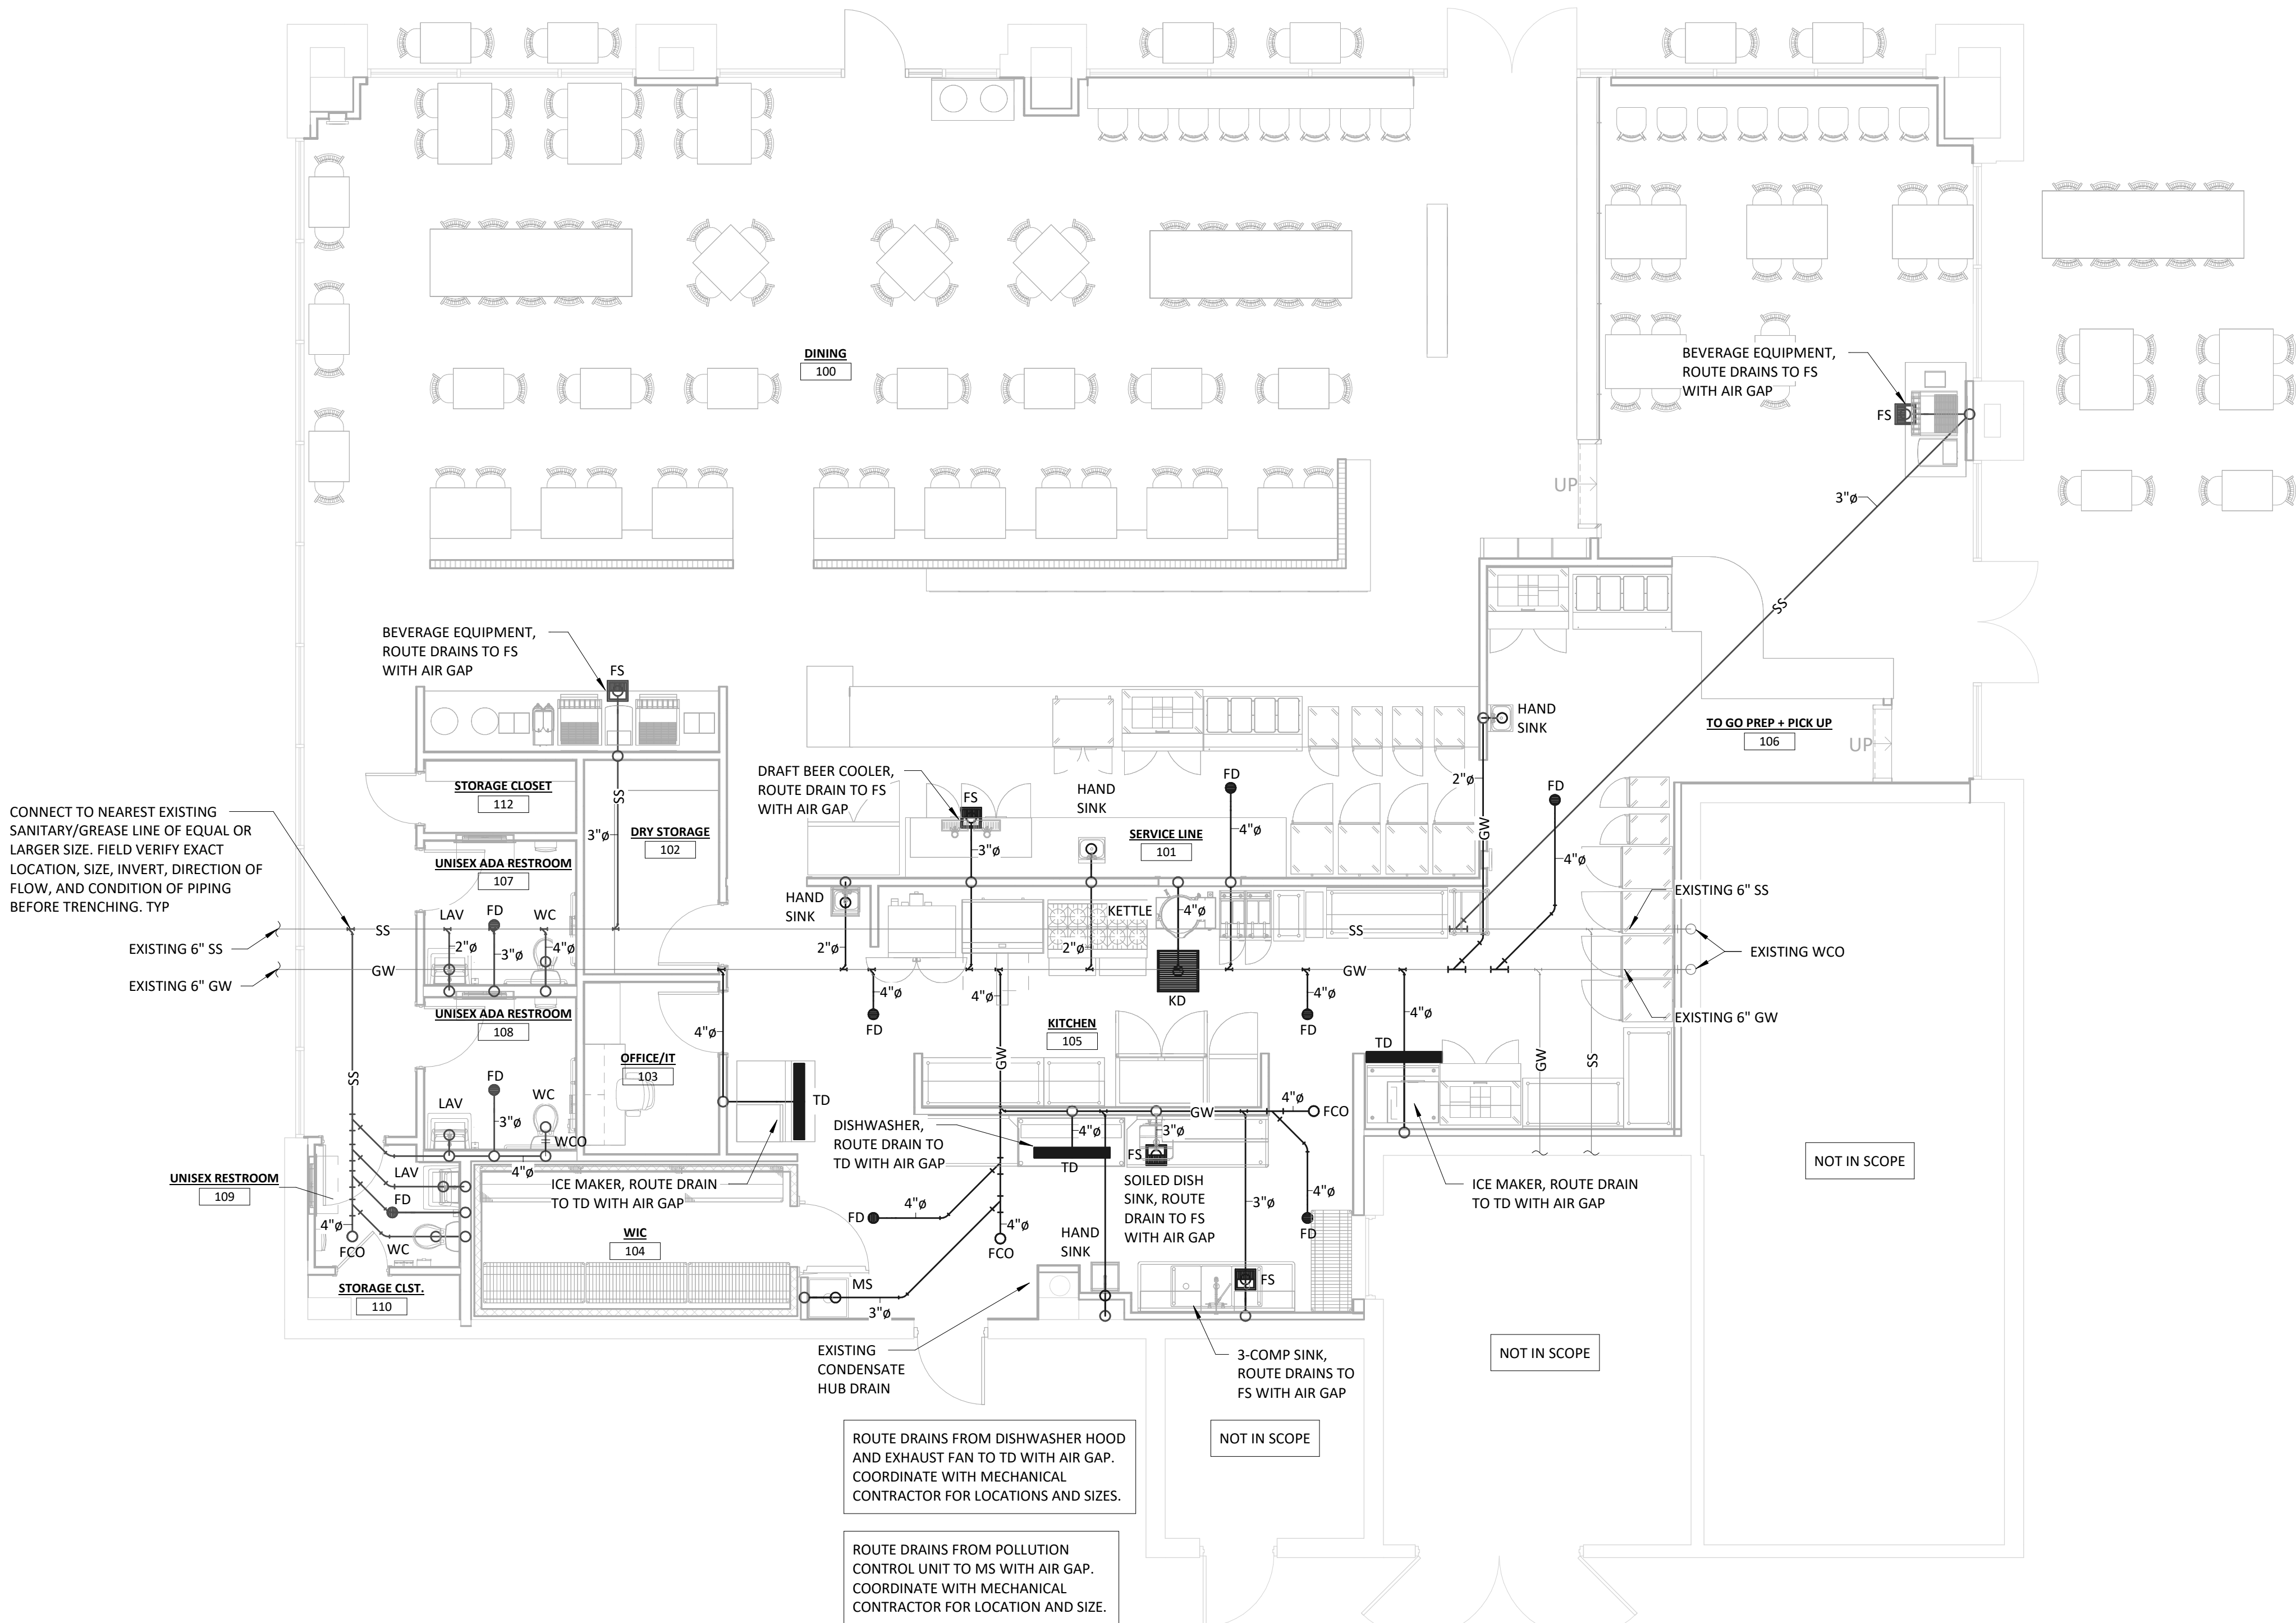 DINING
100
BEVERAGE EQUIPMENT,
ROUTE DRAINS TO FS
WITH AIR GAP
FS
3"ø
UP
SS
BEVERAGE EQUIPMENT,
ROUTE DRAINS TO FS
WITH AIR GAP
FS
HAND
SINK
TO GO PREP + PICK UP
106
UP
2"ø
GW
FD
4"ø
STORAGE CLOSET
112
SS
3"ø
DRY STORAGE
102
DRAFT BEER COOLER,
ROUTE DRAIN TO FS
WITH AIR GAP
FS
3"ø
HAND
SINK
FD
4"ø
SERVICE LINE
101
CONNECT TO NEAREST EXISTING
SANITARY/GREASE LINE OF EQUAL OR
LARGER SIZE. FIELD VERIFY EXACT
LOCATION, SIZE, INVERT, DIRECTION OF
FLOW, AND CONDITION OF PIPING
BEFORE TRENCHING. TYP
UNISEX ADA RESTROOM
107
HAND
SINK
KETTLE
4"ø
EXISTING 6" SS
LAV
FD
WC
SS
SS
EXISTING 6" SS
2"ø
3"ø
4"ø
2"ø
2"ø
EXISTING WCO
GW
GW
EXISTING 6" GW
KD
EXISTING 6" GW
4"ø
FD
4"ø
4"ø
FD
4"ø
UNISEX ADA RESTROOM
108
KITCHEN
105
4"ø
TD
GW
GW
SS
OFFICE/IT
103
SS
FD
LAV
WC
3"ø
WCO
4"ø
TD
DISHWASHER,
ROUTE DRAIN TO
TD WITH AIR GAP
4"ø
TD
GW
3"ø
FS
4"ø
FCO
SOILED DISH
SINK, ROUTE
DRAIN TO FS
WITH AIR GAP
3"ø
4"ø
FD
UNISEX RESTROOM
109
LAV
FD
4"ø
FCO
WC
ICE MAKER, ROUTE DRAIN
TO TD WITH AIR GAP
WIC
104
FD
4"ø
4"ø
FCO
HAND
SINK
ICE MAKER, ROUTE DRAIN
TO TD WITH AIR GAP
NOT IN SCOPE
STORAGE CLST.
110
MS
3"ø
FS
EXISTING
CONDENSATE
HUB DRAIN
3-COMP SINK,
ROUTE DRAINS TO
FS WITH AIR GAP
NOT IN SCOPE
NOT IN SCOPE
ROUTE DRAINS FROM DISHWASHER HOOD
AND EXHAUST FAN TO TD WITH AIR GAP.
COORDINATE WITH MECHANICAL
CONTRACTOR FOR LOCATIONS AND SIZES.
ROUTE DRAINS FROM POLLUTION
CONTROL UNIT TO MS WITH AIR GAP.
COORDINATE WITH MECHANICAL
CONTRACTOR FOR LOCATION AND SIZE.